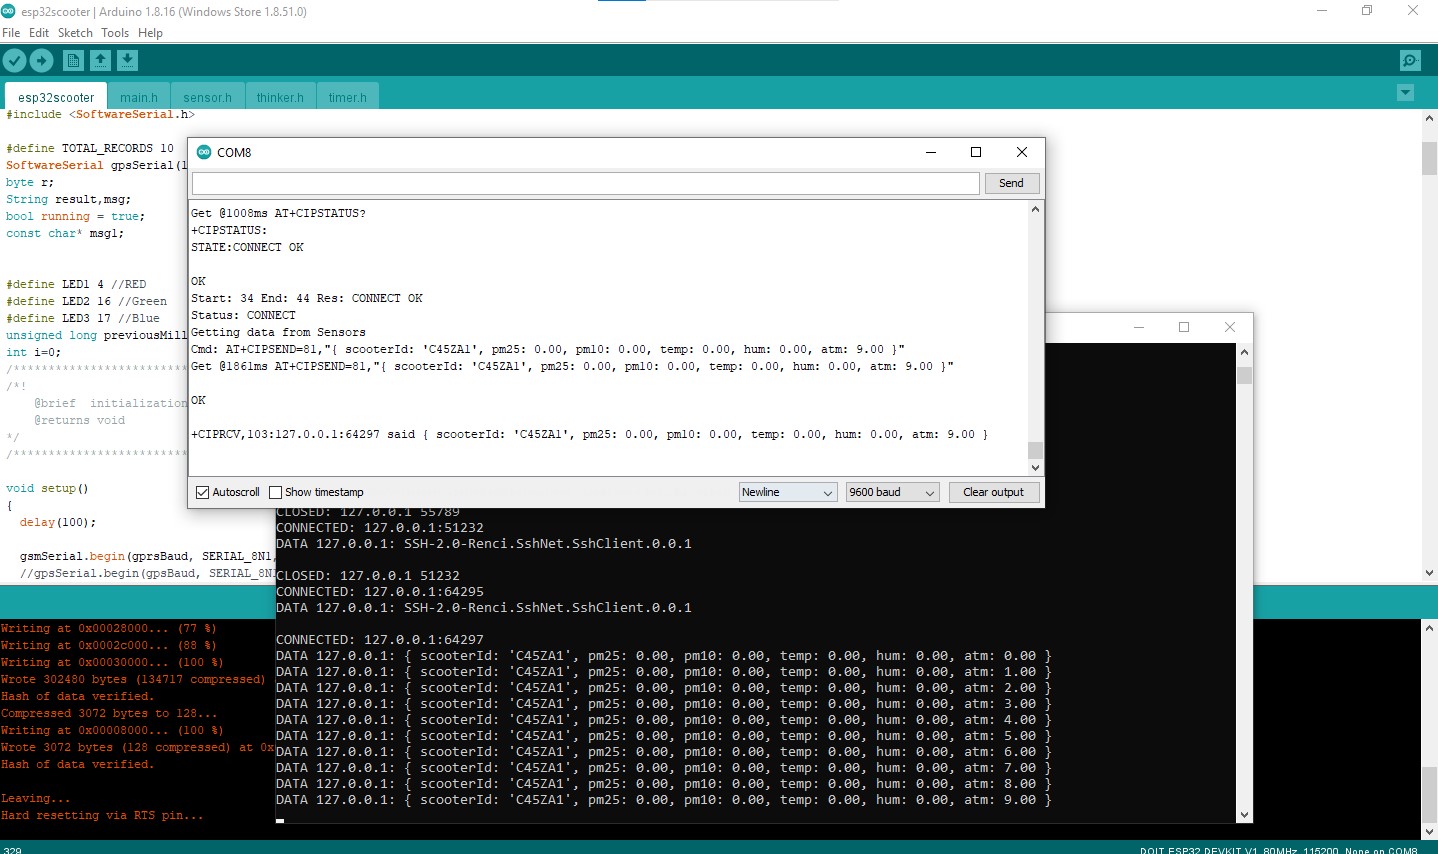 esp32scooter | Arduino 1.8.16 (Windows Store 1.8.51.0)
File Edit Sketch Tools Help
esp32scooter main.h sensor.h thinker.h timer.h
#include <SoftwareSerial.h>
#define TOTAL_RECORDS 10
SoftwareSerial gpsSerial(1
byte r;
String result,msg;
bool running = true;
const char* msg1;
#define LED1 4 //RED
#define LED2 16 //Green
#define LED3 17 //Blue
unsigned long previousMill
int i=0;
/**************************
/*!
@brief initialization
@returns void
*/
/**************************
void setup()
{
delay(100);
gsmSerial.begin(gprsBaud, SERIAL_8N1,
//gpsSerial.begin(gpsBaud, SERIAL_8N1
COM8
Send
Get @1008ms AT+CIPSTATUS?
+CIPSTATUS:
STATE:CONNECT OK
OK
Start: 34 End: 44 Res: CONNECT OK
Status: CONNECT
Getting data from Sensors
Cmd: AT+CIPSEND=81,"{ scooterId: 'C45ZA1', pm25: 0.00, pm10: 0.00, temp: 0.00, hum: 0.00, atm: 9.00 }"
Get @1861ms AT+CIPSEND=81,"{ scooterId: 'C45ZA1', pm25: 0.00, pm10: 0.00, temp: 0.00, hum: 0.00, atm: 9.00 }"
OK
+CIPRCV,103:127.0.0.1:64297 said { scooterId: 'C45ZA1', pm25: 0.00, pm10: 0.00, temp: 0.00, hum: 0.00, atm: 9.00 }
Autoscroll Show timestamp Newline 9600 baud Clear output
CLOSED: 127.0.0.1 55789
CONNECTED: 127.0.0.1:51232
DATA 127.0.0.1: SSH-2.0-Renci.SshNet.SshClient.0.0.1
CLOSED: 127.0.0.1 51232
CONNECTED: 127.0.0.1:64295
DATA 127.0.0.1: SSH-2.0-Renci.SshNet.SshClient.0.0.1
CONNECTED: 127.0.0.1:64297
DATA 127.0.0.1: { scooterId: 'C45ZA1', pm25: 0.00, pm10: 0.00, temp: 0.00, hum: 0.00, atm: 0.00 }
DATA 127.0.0.1: { scooterId: 'C45ZA1', pm25: 0.00, pm10: 0.00, temp: 0.00, hum: 0.00, atm: 1.00 }
DATA 127.0.0.1: { scooterId: 'C45ZA1', pm25: 0.00, pm10: 0.00, temp: 0.00, hum: 0.00, atm: 2.00 }
DATA 127.0.0.1: { scooterId: 'C45ZA1', pm25: 0.00, pm10: 0.00, temp: 0.00, hum: 0.00, atm: 3.00 }
DATA 127.0.0.1: { scooterId: 'C45ZA1', pm25: 0.00, pm10: 0.00, temp: 0.00, hum: 0.00, atm: 4.00 }
DATA 127.0.0.1: { scooterId: 'C45ZA1', pm25: 0.00, pm10: 0.00, temp: 0.00, hum: 0.00, atm: 5.00 }
DATA 127.0.0.1: { scooterId: 'C45ZA1', pm25: 0.00, pm10: 0.00, temp: 0.00, hum: 0.00, atm: 6.00 }
DATA 127.0.0.1: { scooterId: 'C45ZA1', pm25: 0.00, pm10: 0.00, temp: 0.00, hum: 0.00, atm: 7.00 }
DATA 127.0.0.1: { scooterId: 'C45ZA1', pm25: 0.00, pm10: 0.00, temp: 0.00, hum: 0.00, atm: 8.00 }
DATA 127.0.0.1: { scooterId: 'C45ZA1', pm25: 0.00, pm10: 0.00, temp: 0.00, hum: 0.00, atm: 9.00 }
Writing at 0x00028000... (77 %)
Writing at 0x0002c000... (88 %)
Writing at 0x00030000... (100 %)
Wrote 302480 bytes (134717 compressed)
Hash of data verified.
Compressed 3072 bytes to 128...
Writing at 0x00008000... (100 %)
Wrote 3072 bytes (128 compressed) at 0x
Hash of data verified.
Leaving...
Hard resetting via RTS pin...
329 DOIT ESP32 DEVKIT V1, 80MHz, 115200, None on COM8